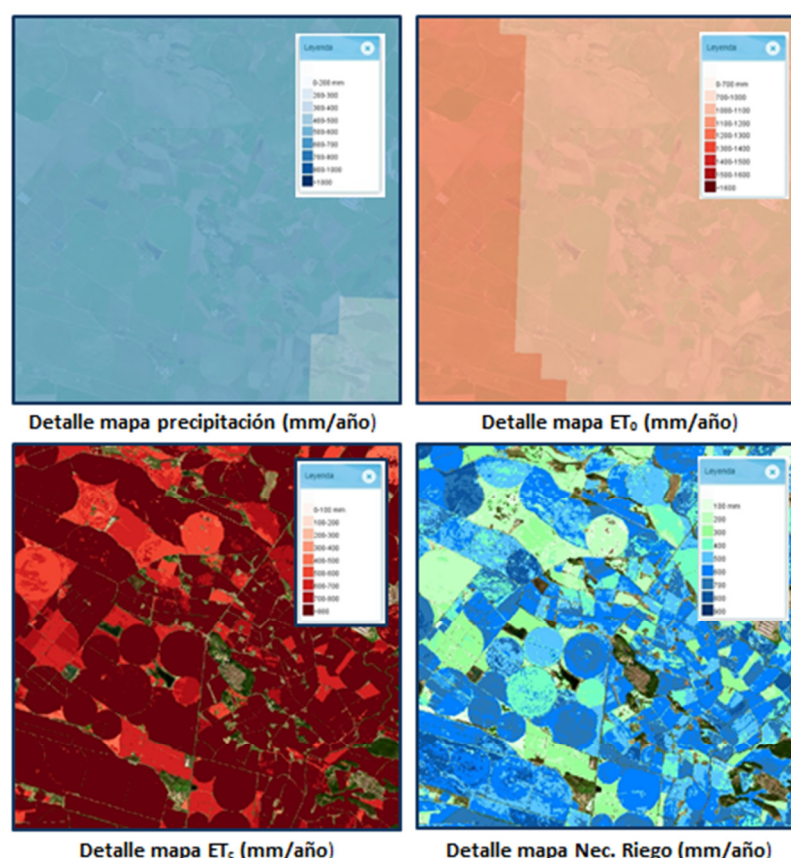 Leyenda
0-200 mm
200-300
300-400
400-500
500-600
600-700
700-800
800-1000
>1000
Leyenda
0-700 mm
700-1000
1000-1100
1100-1200
1200-1300
1300-1400
1400-1500
1500-1600
>1600
Detalle mapa precipitación (mm/año)
Detalle mapa ET₀ (mm/año)
Leyenda
0-100 mm
100-200
200-300
300-400
400-500
500-600
600-700
700-800
>800
Leyenda
100 mm
200
300
400
500
600
700
800
900
Detalle mapa ETc (mm/año)
Detalle mapa Nec. Riego (mm/año)